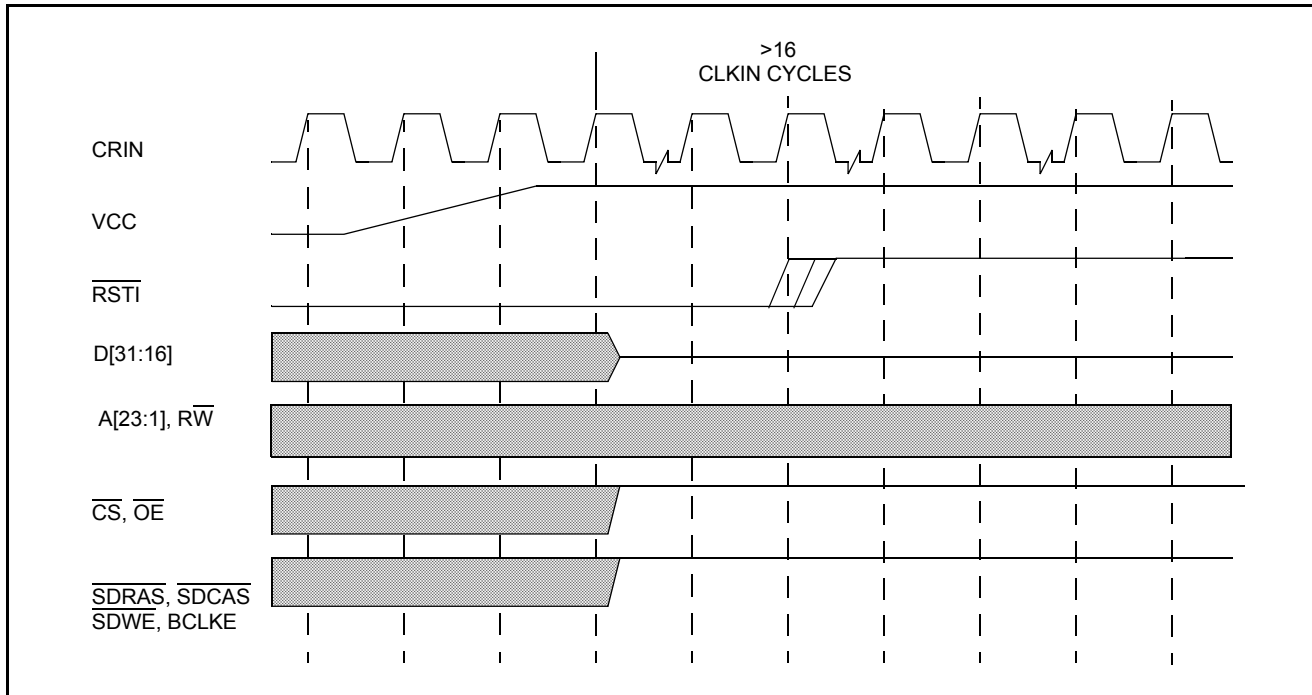 >16
CLKIN CYCLES
CRIN
VCC
RSTI
D[31:16]
A[23:1], RW
CS, OE
SDRAS, SDCAS
SDWE, BCLKE